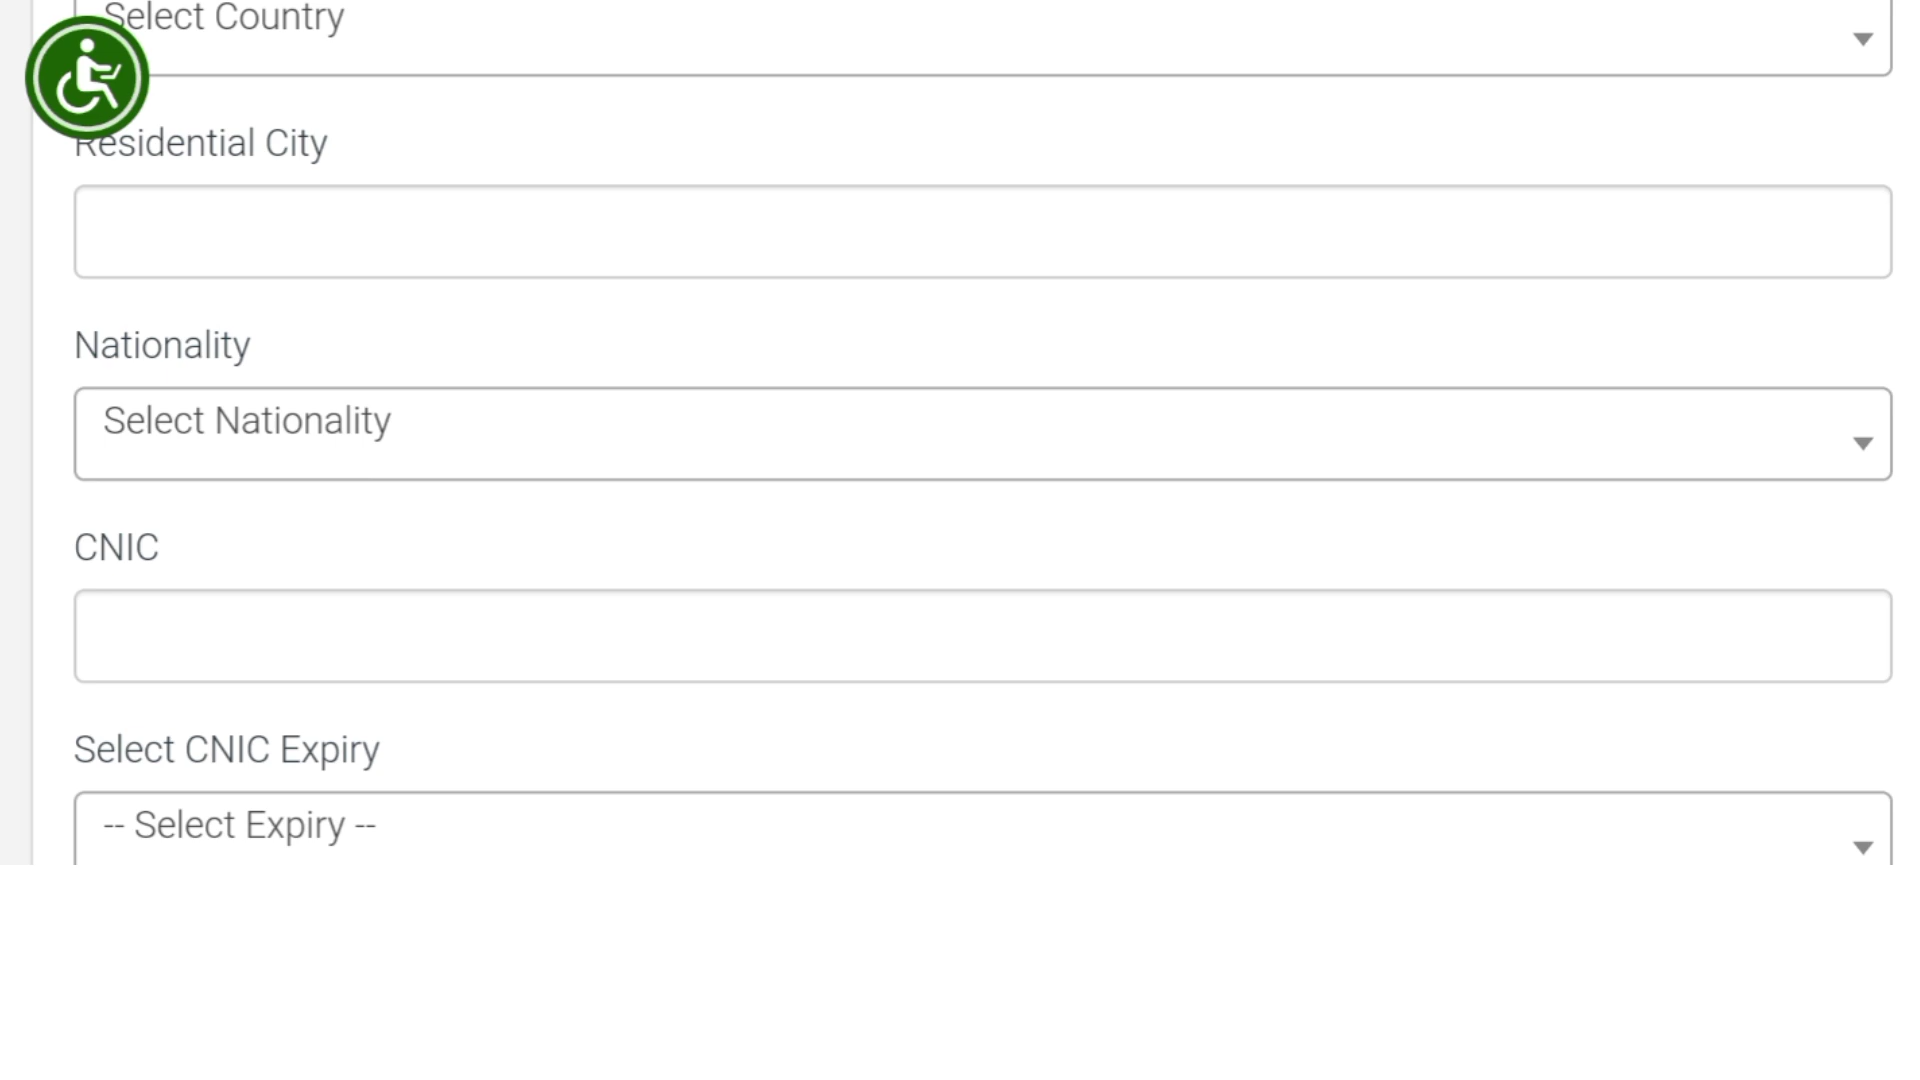 Select Country
Residential City
Nationality
Select Nationality
CNIC
Select CNIC Expiry
-- Select Expiry --